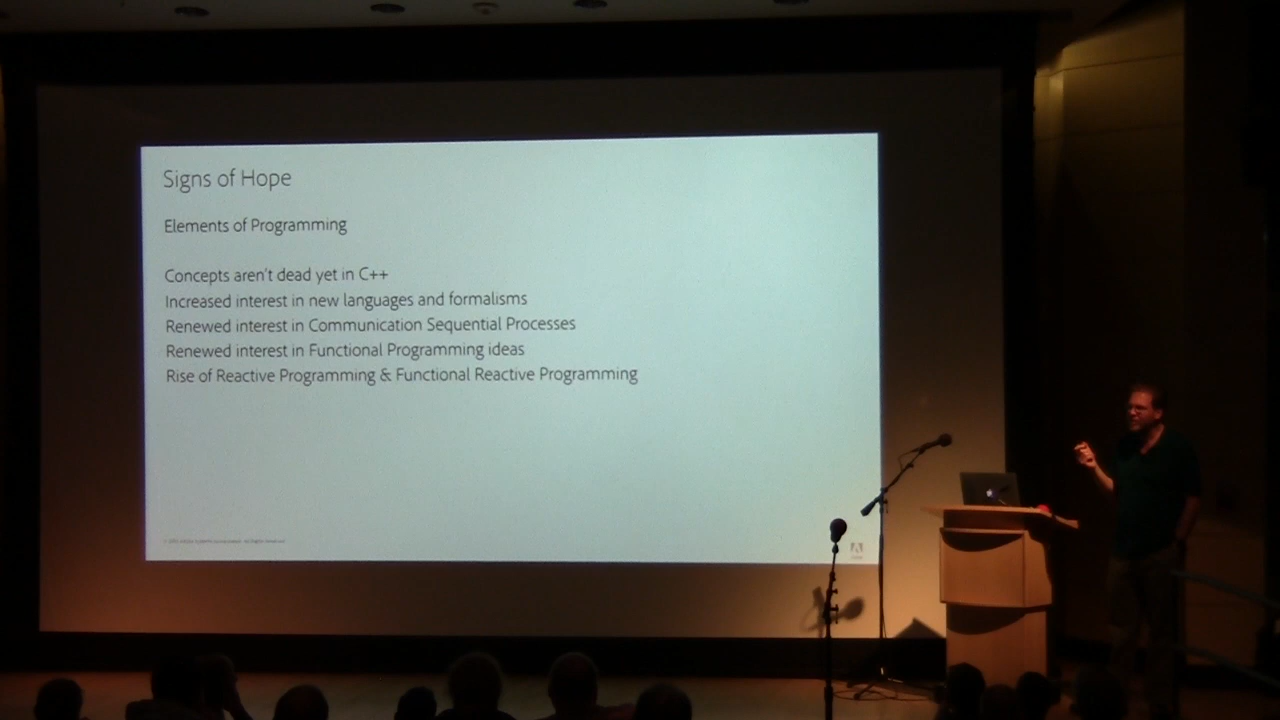 Signs of Hope
Elements of Programming
Concepts aren't dead yet in C++
Increased interest in new languages and formalisms
Renewed interest in Communication Sequential Processes
Renewed interest in Functional Programming ideas
Rise of Reactive Programming & Functional Reactive Programming